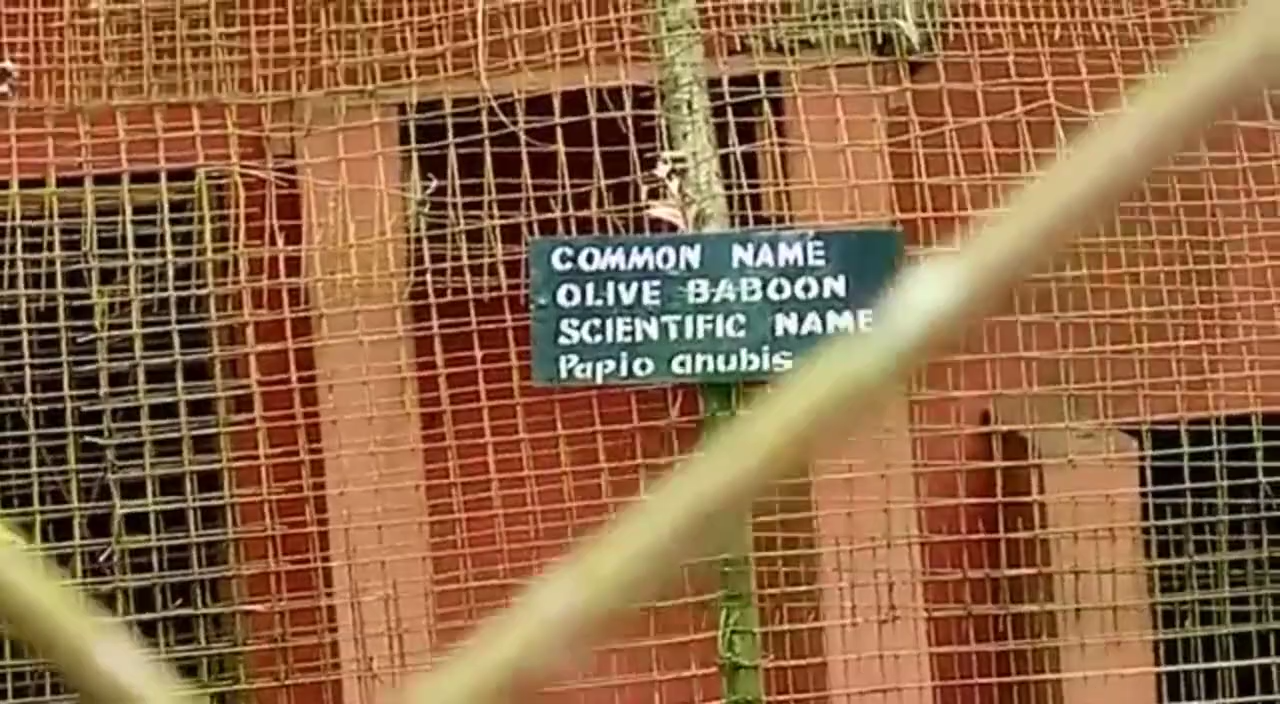 COMMON NAME
OLIVE BABOON
SCIENTIFIC NAME
Papio anubis